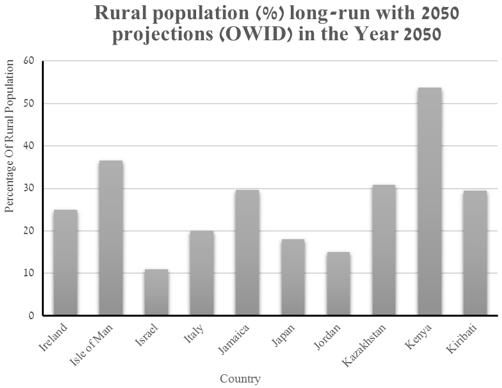 Rural population (%) long-run with 2050
projections (OWID) in the Year 2050
Percentage Of Rural Population
60
50
40
30
20
10
0
Ireland
Isle of Man
Israel
Italy
Jamaica
Japan
Jordan
Kazakhstan
Kenya
Kiribati
Country